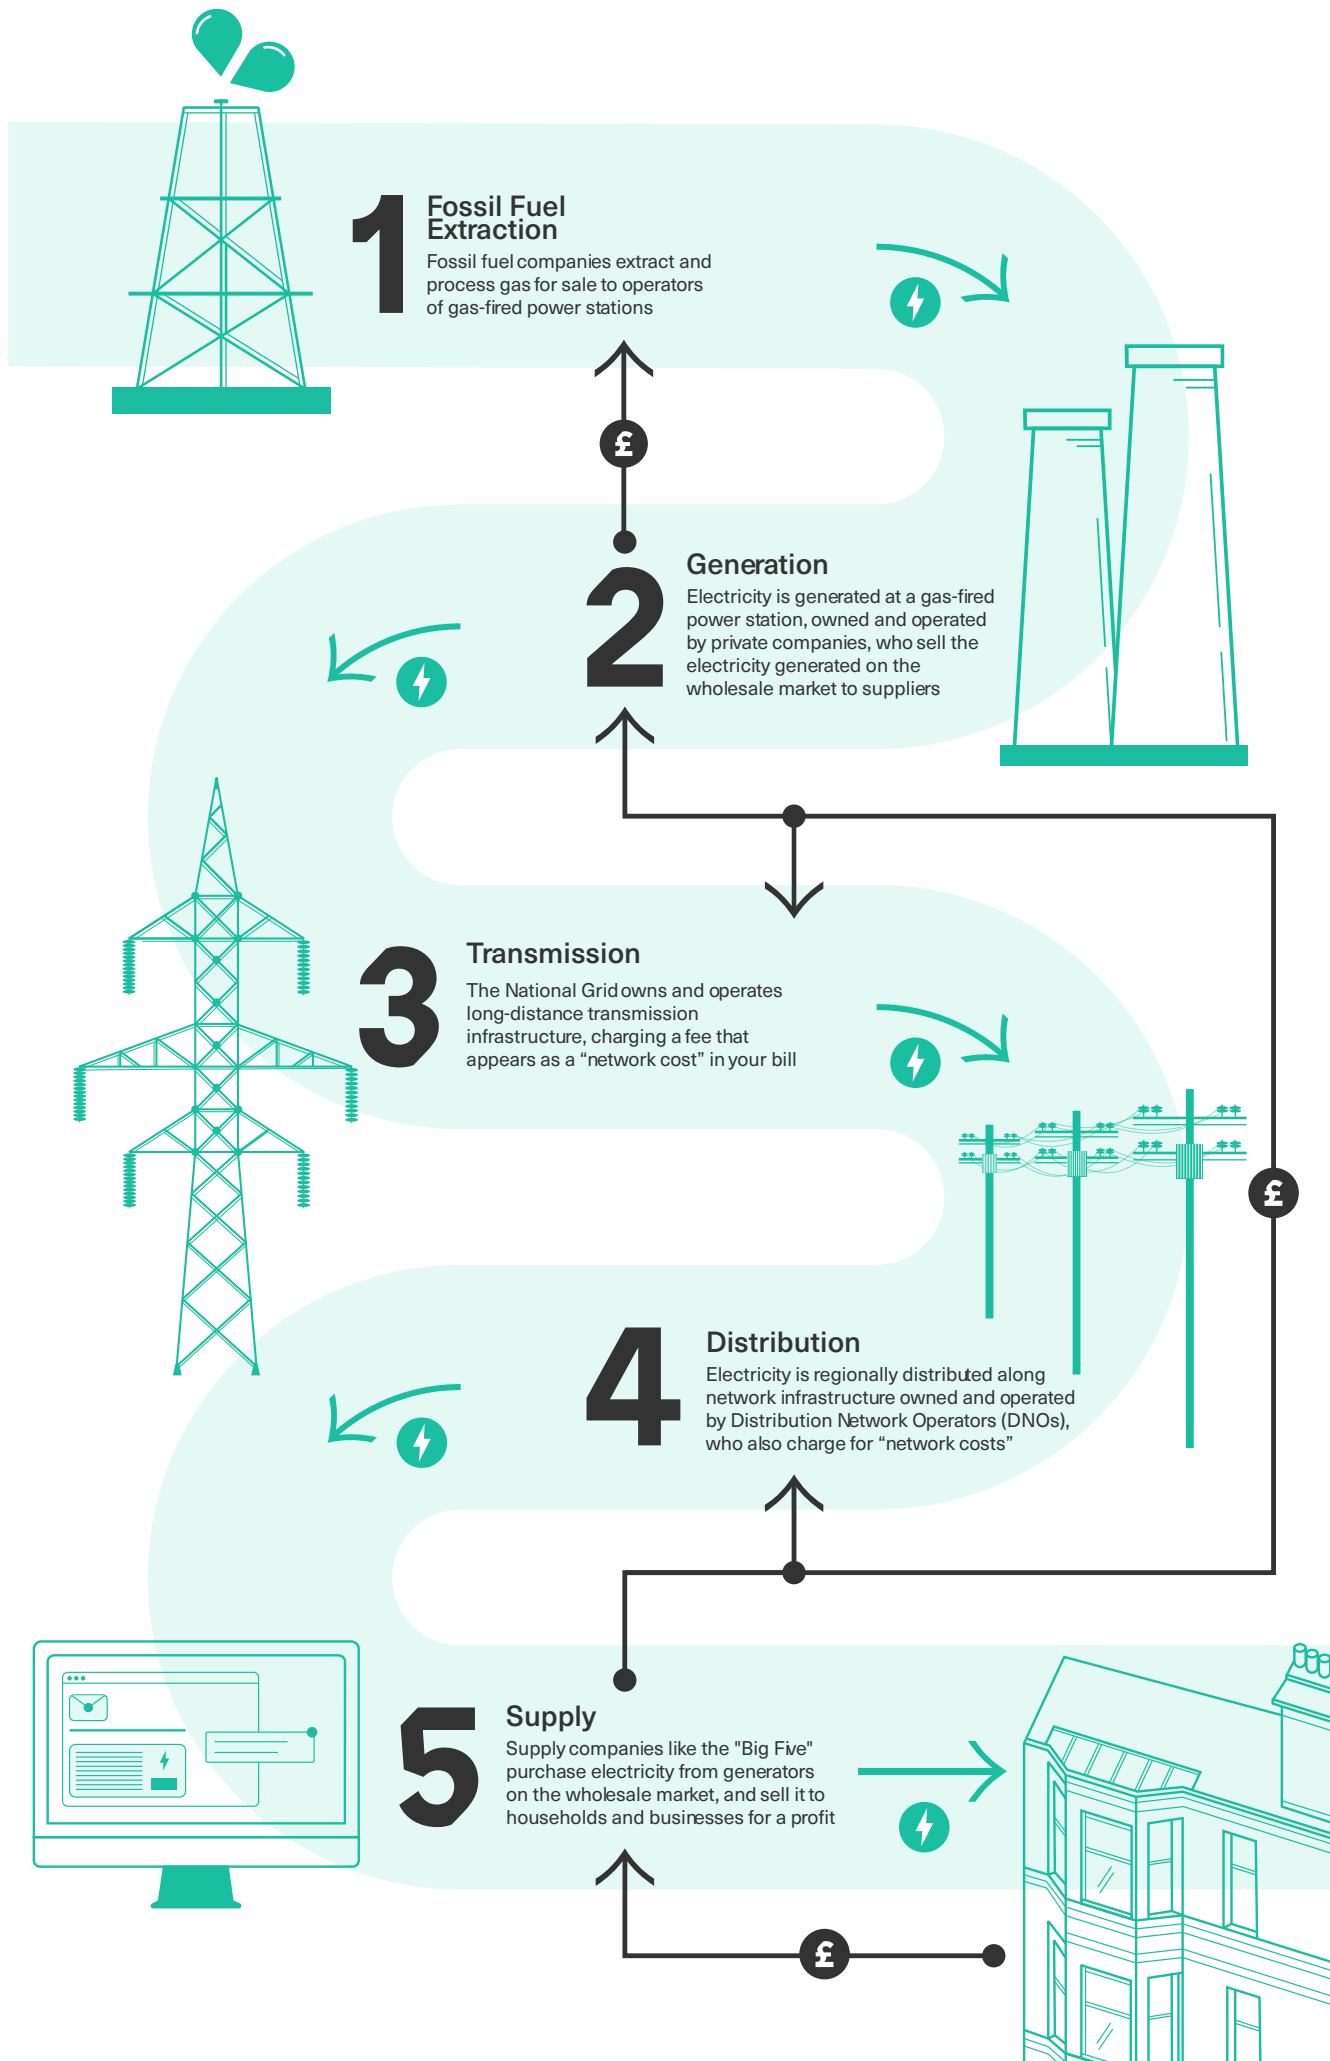 1
Fossil Fuel
Extraction
Fossil fuel companies extract and
process gas for sale to operators
of gas-fired power stations
£
2
Generation
Electricity is generated at a gas-fired
power station, owned and operated
by private companies, who sell the
electricity generated on the
wholesale market to suppliers
3
Transmission
The National Grid owns and operates
long-distance transmission
infrastructure, charging a fee that
appears as a “network cost” in your bill
£
4
Distribution
Electricity is regionally distributed along
network infrastructure owned and operated
by Distribution Network Operators (DNOs),
who also charge for “network costs”
5
Supply
Supply companies like the "Big Five"
purchase electricity from generators
on the wholesale market, and sell it to
households and businesses for a profit
£